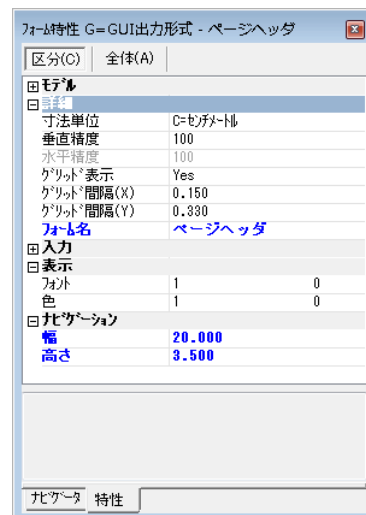 ﾌｫｰﾑ特性 G=GUI出力形式 - ページヘッダ
区分(C) 全体(A)
ﾓﾃﾞﾙ
詳細
寸法単位 C=ｾﾝﾁﾒｰﾄﾙ
垂直精度 100
水平精度 100
ｸﾞﾘｯﾄﾞ表示 Yes
ｸﾞﾘｯﾄﾞ間隔(X) 0.150
ｸﾞﾘｯﾄﾞ間隔(Y) 0.330
ﾌｫｰﾑ名 ページヘッダ
入力
表示
ﾌｫﾝﾄ 1 0
色 1 0
ﾅﾋﾞｹﾞｰｼｮﾝ
幅 20.000
高さ 3.500
ﾅﾋﾞｹﾞｰﾀ 特性